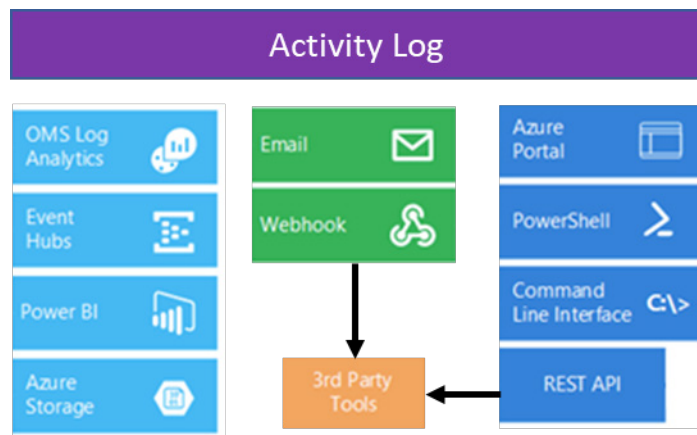 Activity Log
OMS Log
Analytics
Event
Hubs
Power BI
Azure
Storage
Email
Webhook
3rd Party
Tools
Azure
Portal
PowerShell
Command
Line Interface
C:\>
REST API